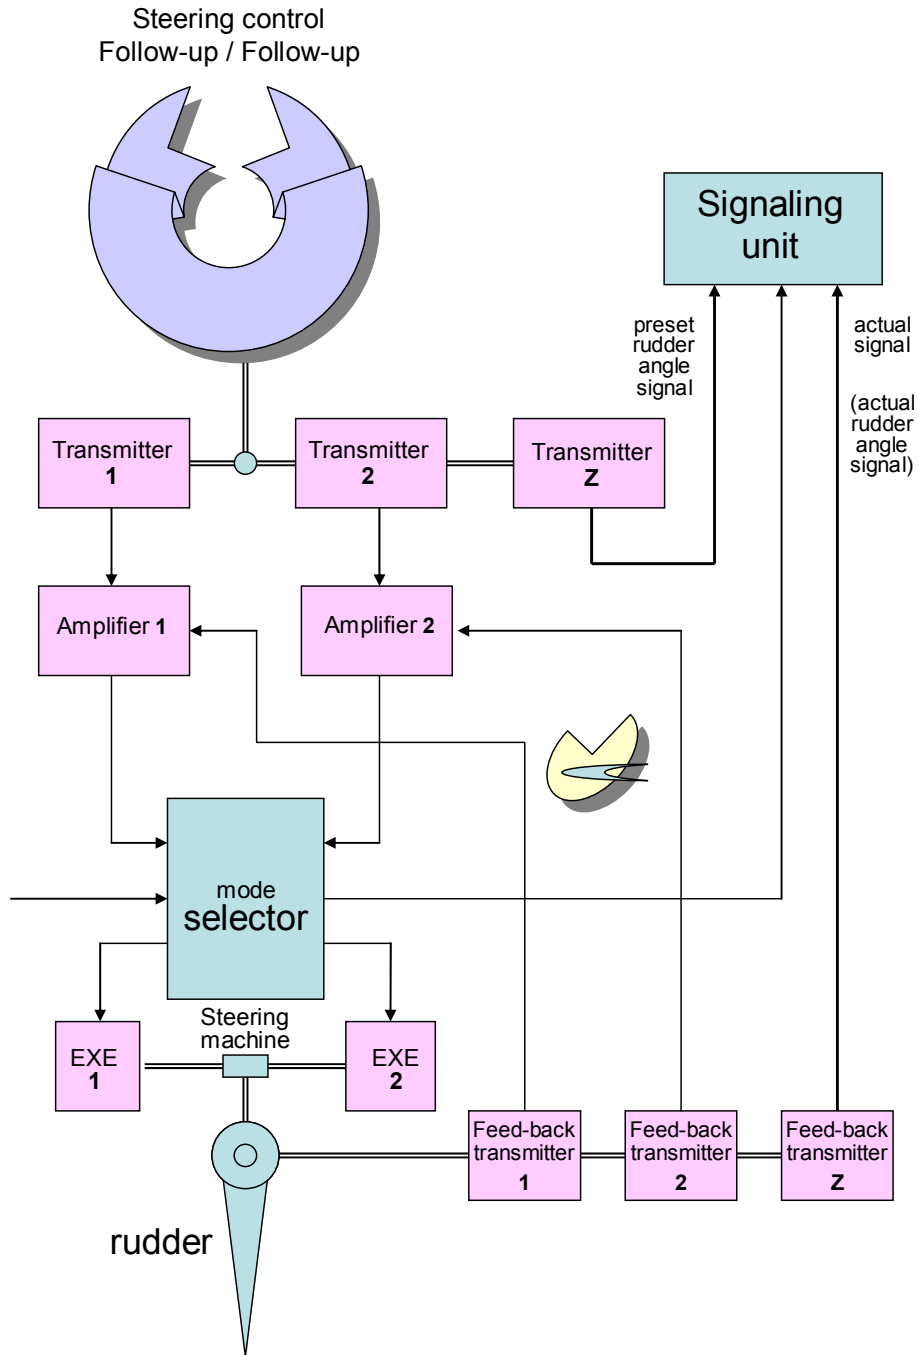 Steering control
Follow-up / Follow-up
Signaling
unit
preset
rudder
angle
signal
actual
signal
(actual
rudder
angle
signal)
Transmitter
1
Transmitter
2
Transmitter
Z
Amplifier 1
Amplifier 2
mode
selector
Steering
machine
EXE
1
EXE
2
Feed-back
transmitter
1
Feed-back
transmitter
2
Feed-back
transmitter
Z
rudder